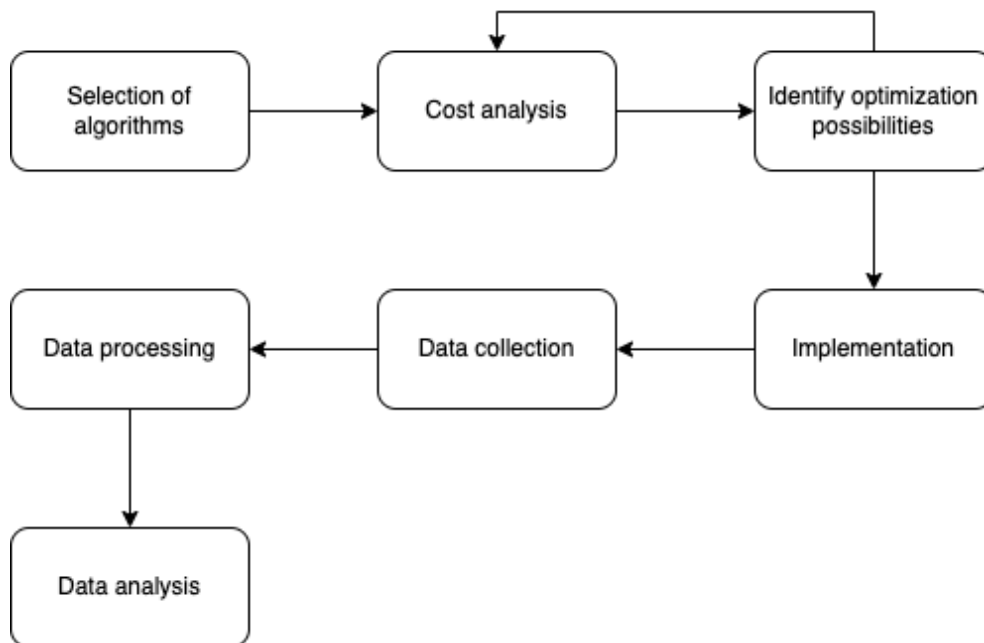 Selection of
algorithms
Cost analysis
Identify optimization
possibilities
Data processing
Data collection
Implementation
Data analysis